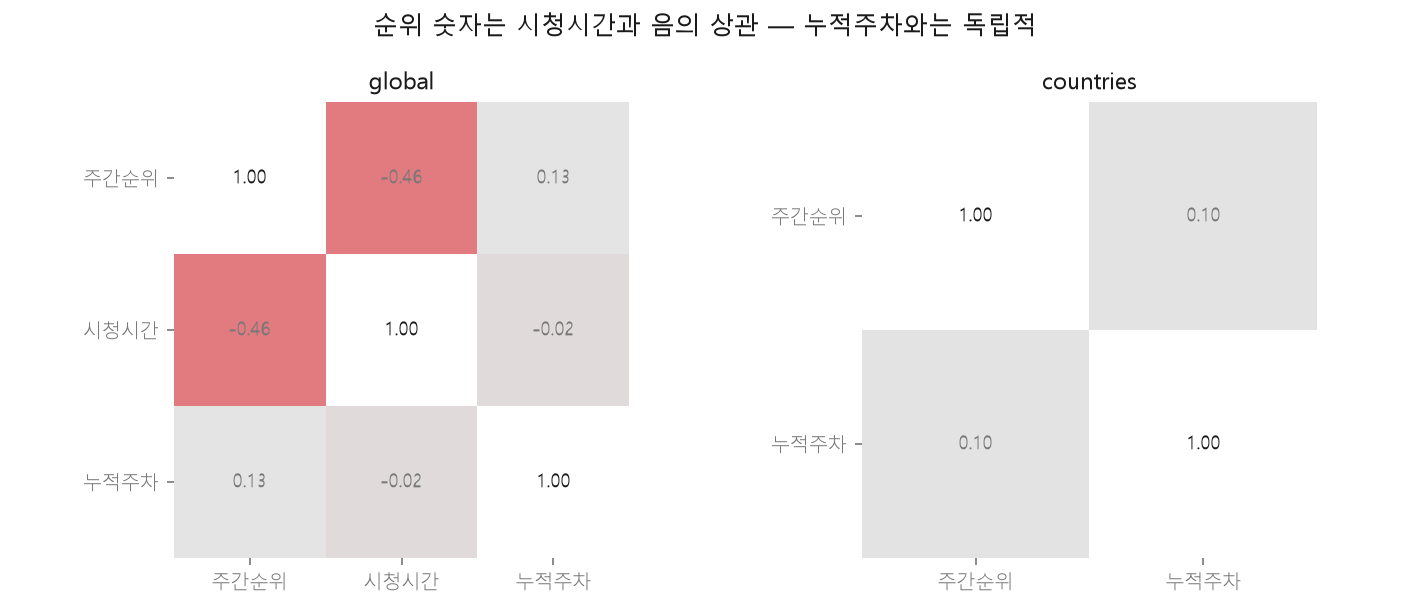 순위 숫자는 시청시간과 음의 상관 — 누적주차와는 독립적
global
주간순위 1.00 -0.46 0.13
시청시간 -0.46 1.00 -0.02
누적주차 0.13 -0.02 1.00
주간순위 시청시간 누적주차
countries
주간순위 1.00 0.10
누적주차 0.10 1.00
주간순위 누적주차